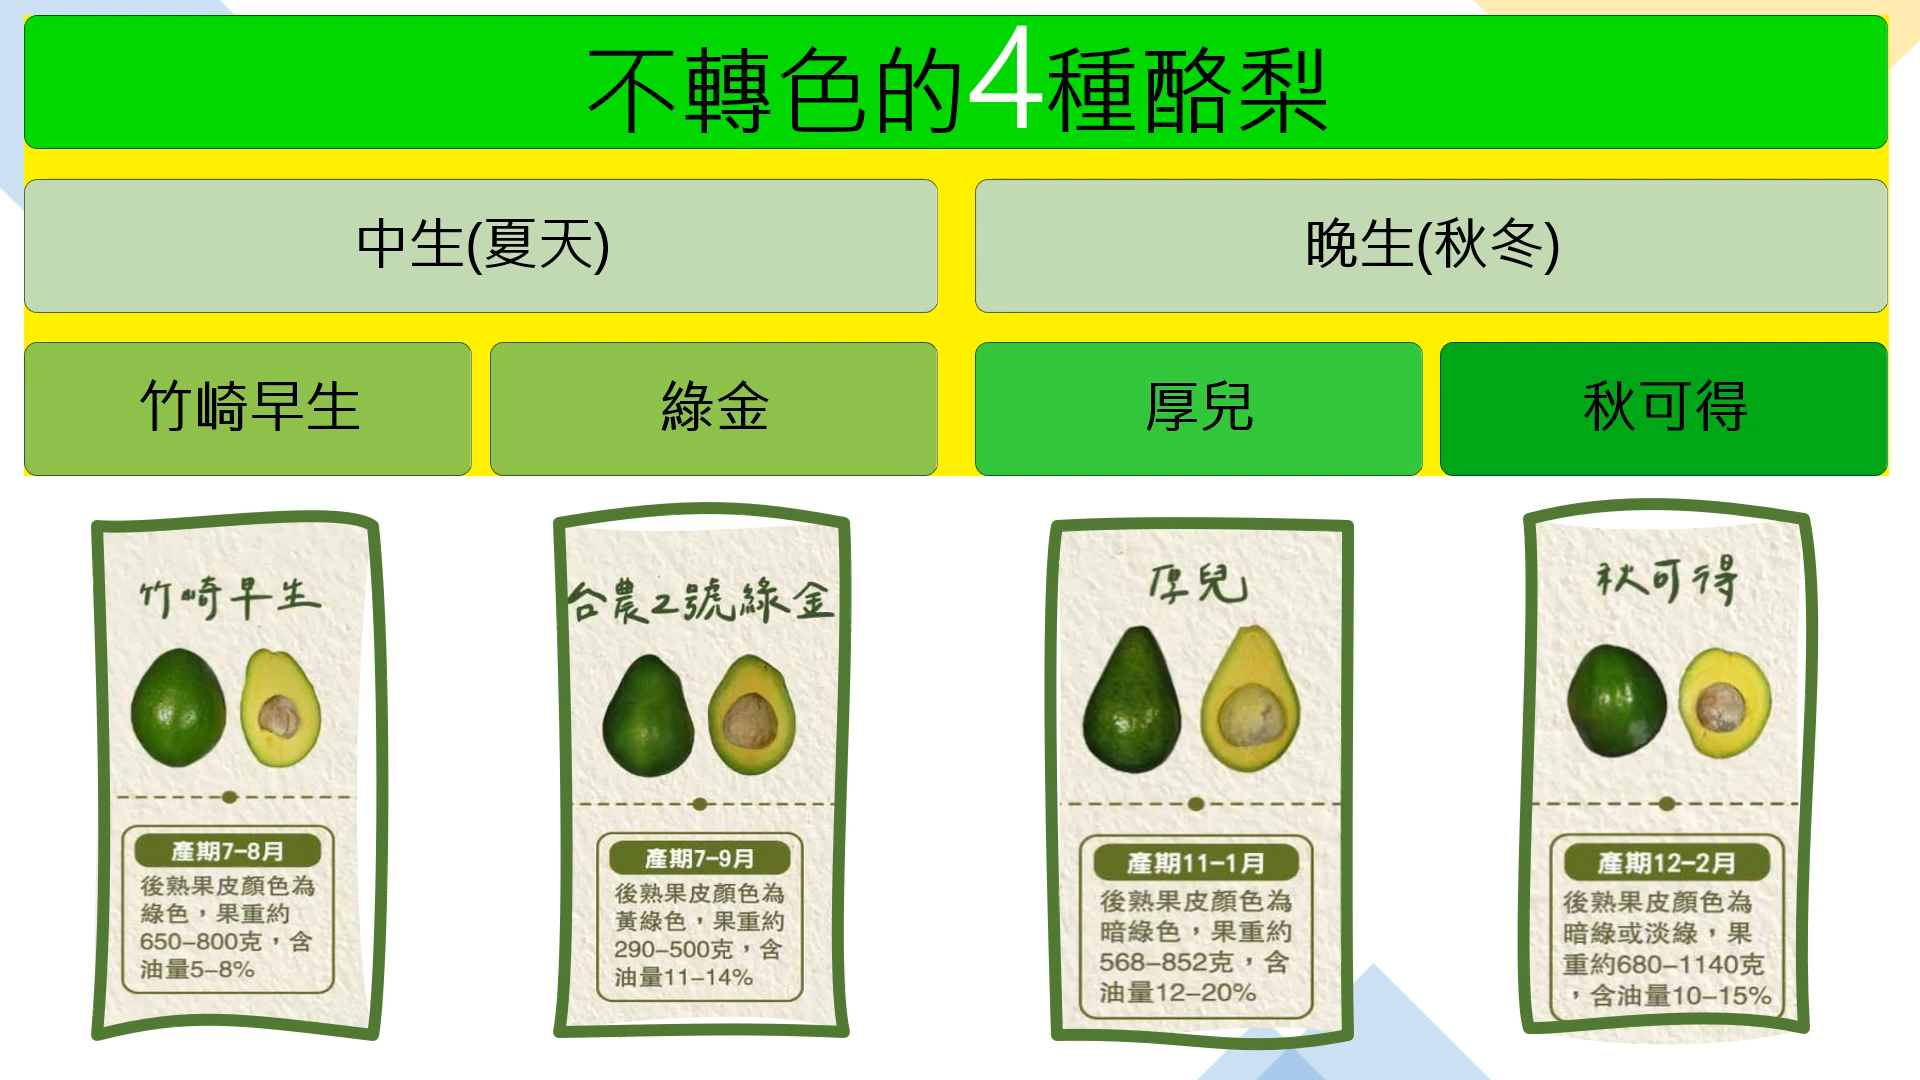 不轉色的4種酪梨
中生(夏天)
晚生(秋冬)
竹崎早生
綠金
厚兒
秋可得
竹崎早生
產期7-8月
後熟果皮顏色為
綠色，果重約
650-800克，含
油量5-8%
台農2號綠金
產期7-9月
後熟果皮顏色為
黃綠色，果重約
290-500克，含
油量11-14%
厚兒
產期11-1月
後熟果皮顏色為
暗綠色，果重約
568-852克，含
油量12-20%
秋可得
產期12-2月
後熟果皮顏色為
暗綠或淡綠，果
重約680-1140克
，含油量10-15%